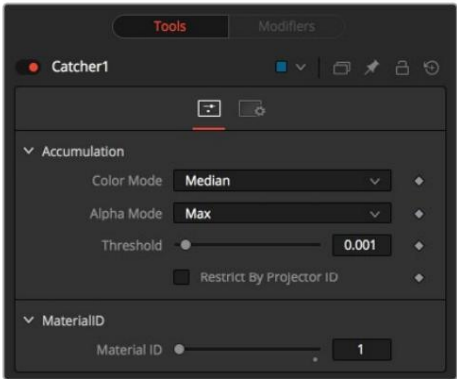 Tools Modifiers
Catcher1
Accumulation
Color Mode Median
Alpha Mode Max
Threshold 0.001
Restrict By Projector ID
MaterialID
Material ID 1